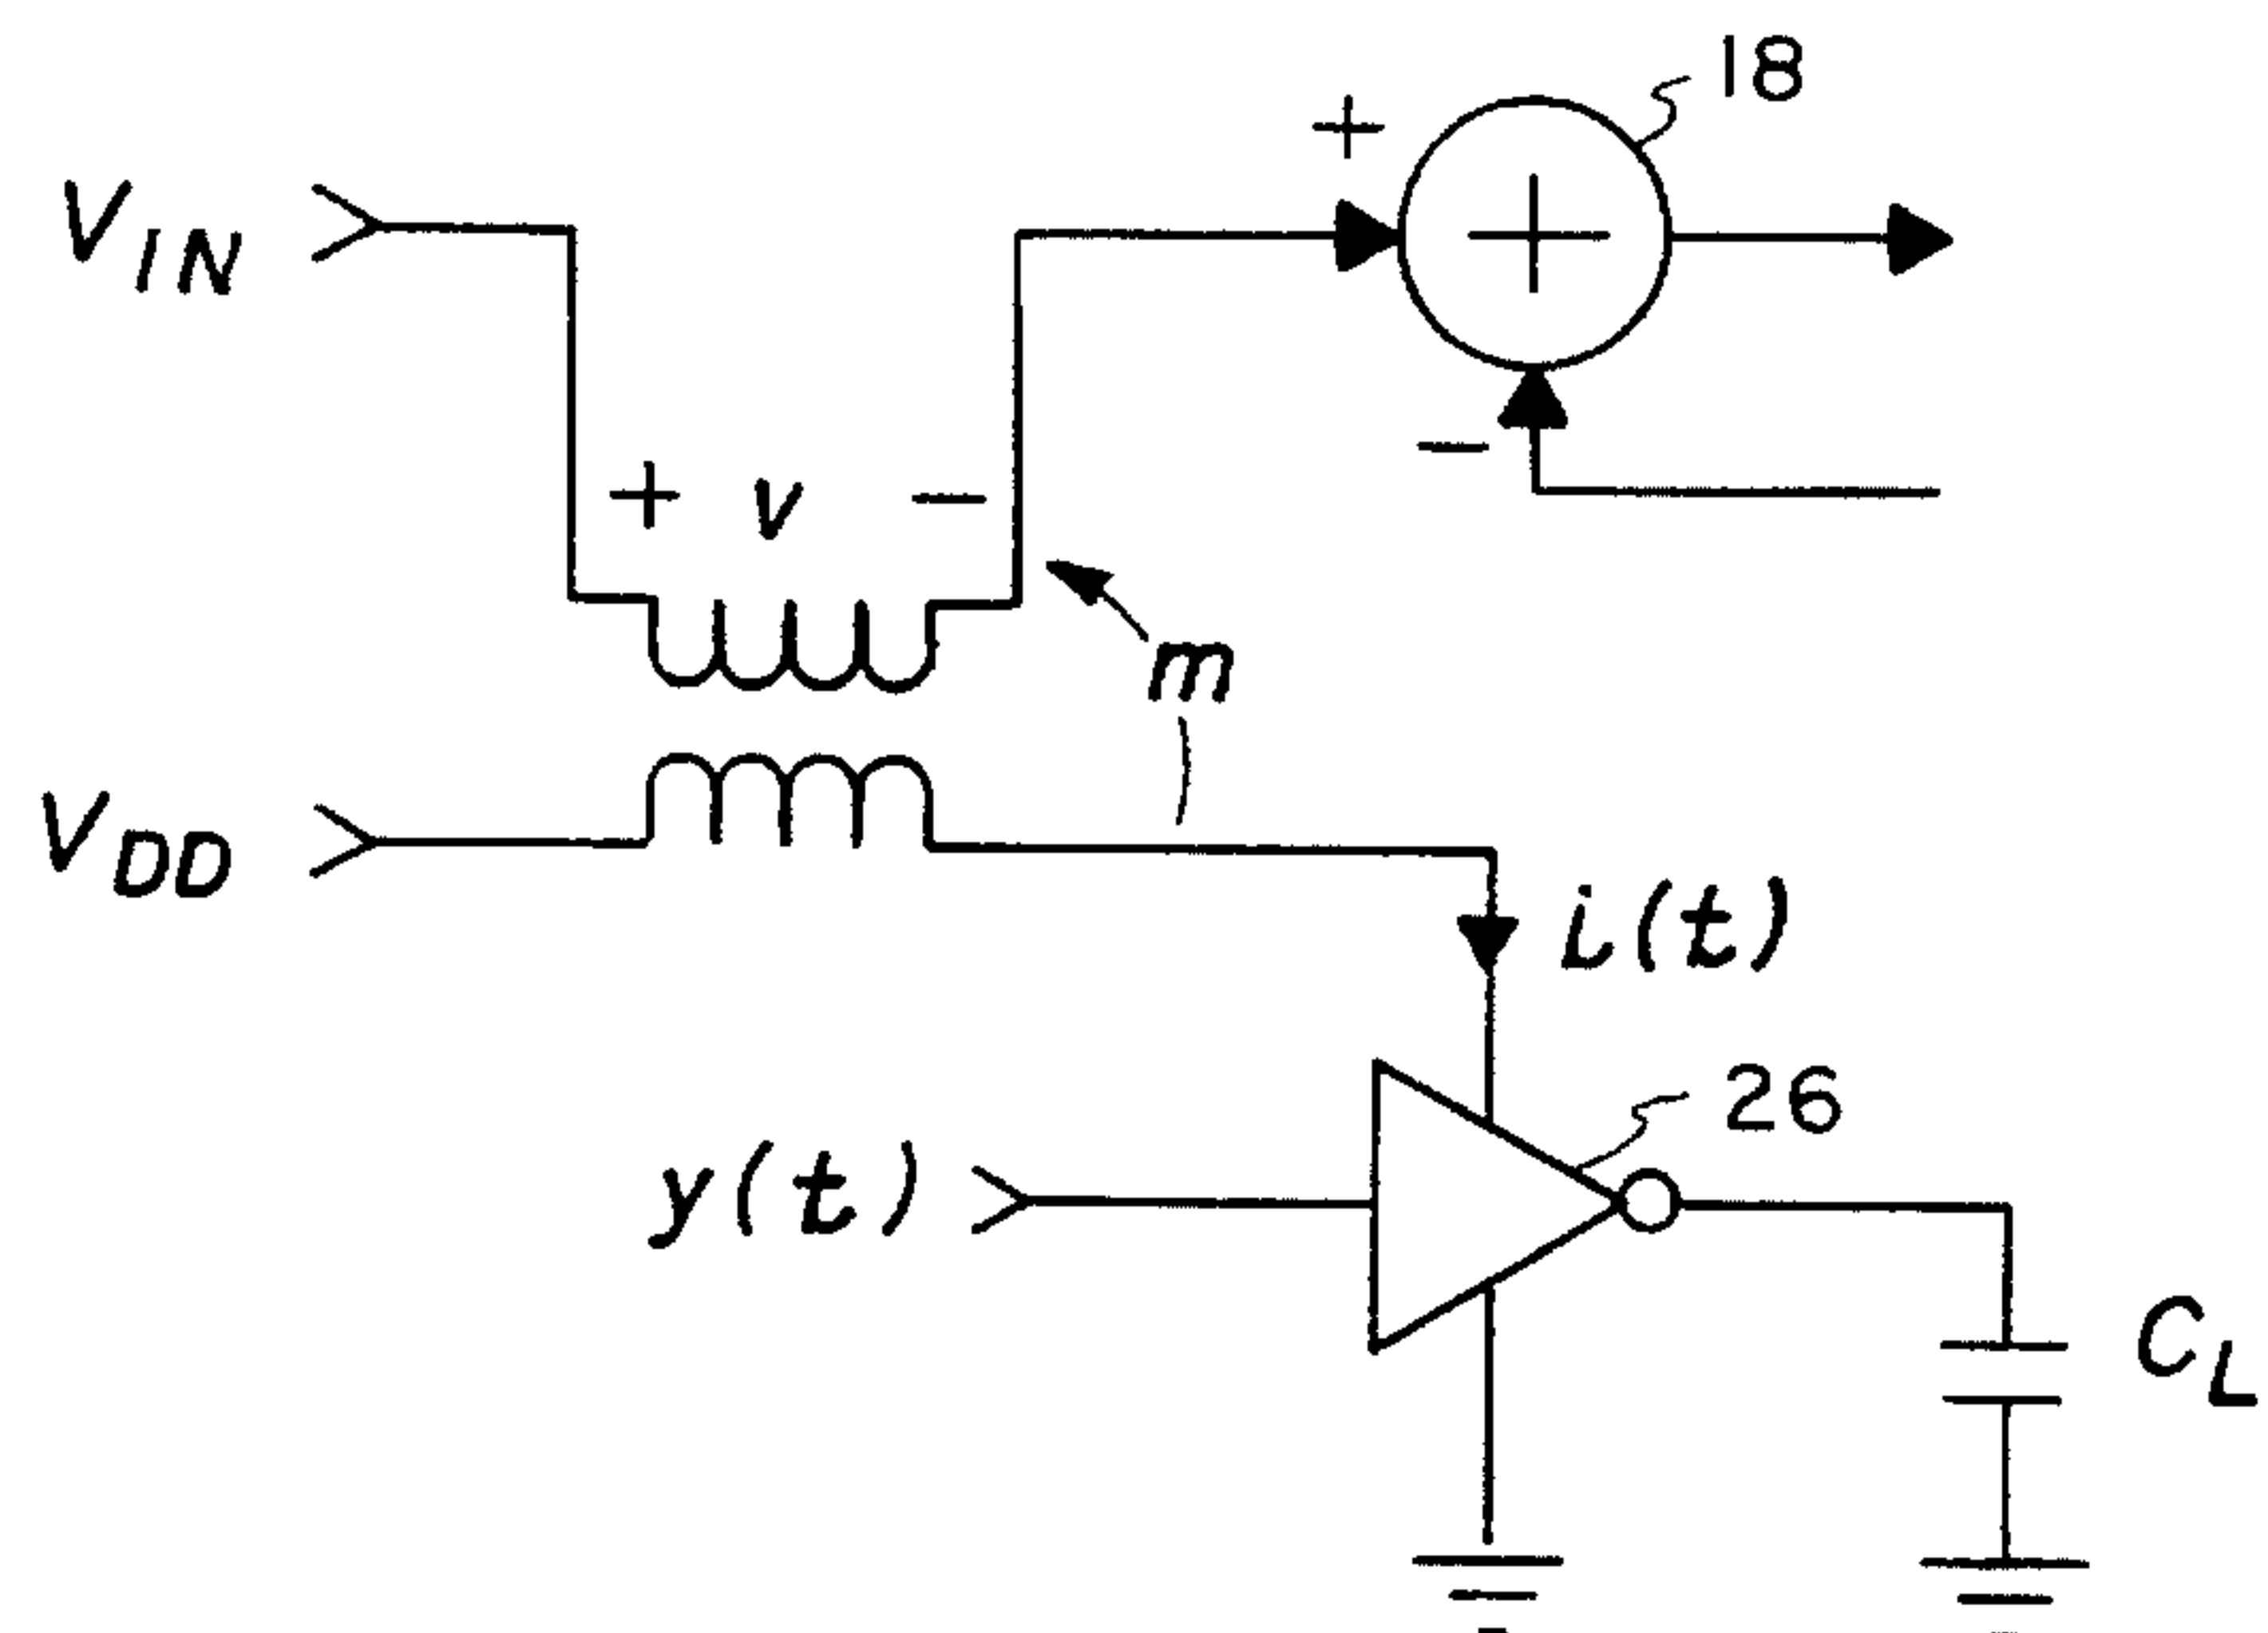 18
+
V_IN
+ v −
−
m
V_DD
i(t)
26
y(t)
C_L